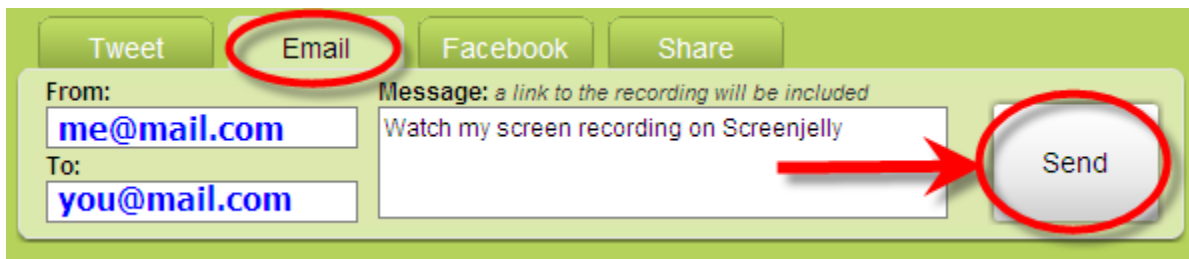 Tweet
Email
Facebook
Share
From:
me@mail.com
To:
you@mail.com
Message: a link to the recording will be included
Watch my screen recording on Screenjelly
Send